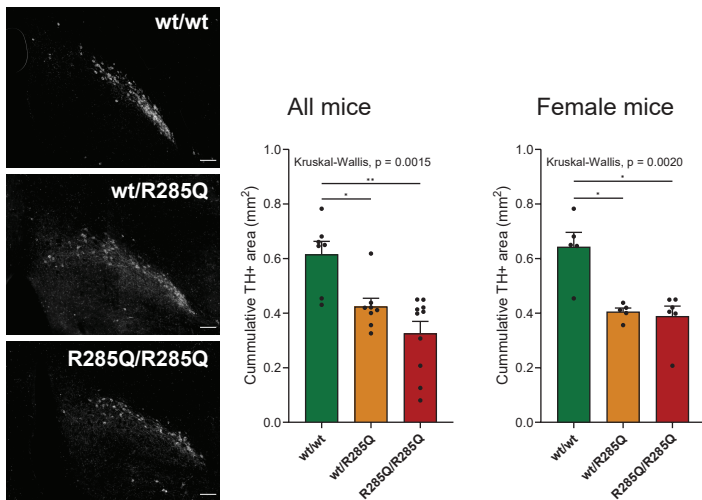 wt/wt
wt/R285Q
R285Q/R285Q
All mice
Kruskal-Wallis, p = 0.0015
**
*
Cummulative TH+ area (mm²)
1.0
0.8
0.6
0.4
0.2
0.0
wt/wt
wt/R285Q
R285Q/R285Q
Female mice
Kruskal-Wallis, p = 0.0020
*
*
Cummulative TH+ area (mm²)
1.0
0.8
0.6
0.4
0.2
0.0
wt/wt
wt/R285Q
R285Q/R285Q